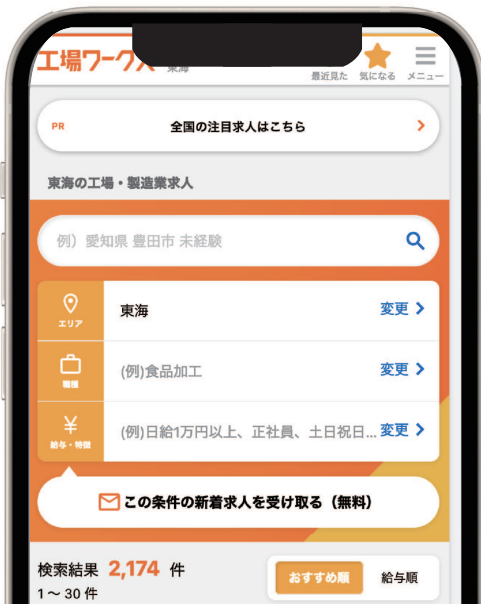 工場ワークス 東海
最近見た 気になる メニュー
PR 全国の注目求人はこちら
東海の工場・製造業求人
例）愛知県 豊田市 未経験
エリア 東海 変更
職種 (例)食品加工 変更
給与・特徴 (例)日給1万円以上、正社員、土日祝日... 変更
この条件の新着求人を受け取る（無料）
検索結果 2,174 件 おすすめ順 給与順
1～30件